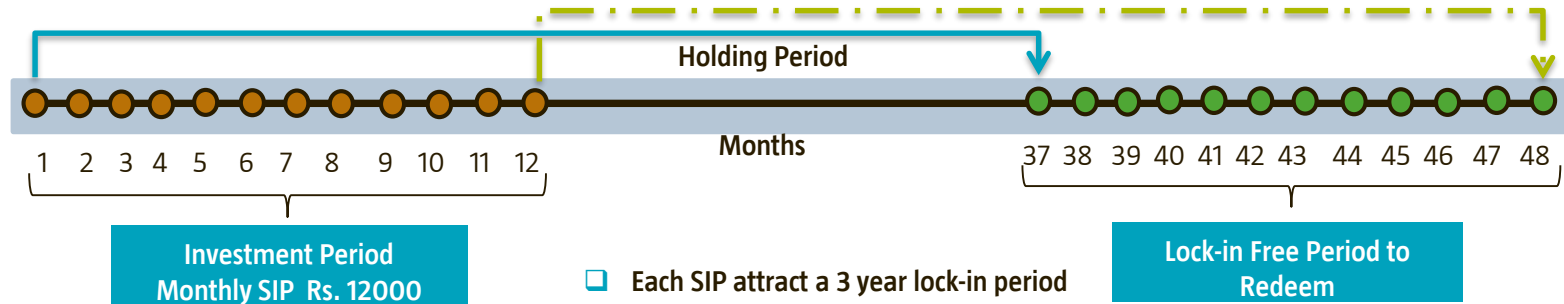 Holding Period
Months
1 2 3 4 5 6 7 8 9 10 11 12
37 38 39 40 41 42 43 44 45 46 47 48
Investment Period
Monthly SIP Rs. 12000
Each SIP attract a 3 year lock-in period
Lock-in Free Period to
Redeem